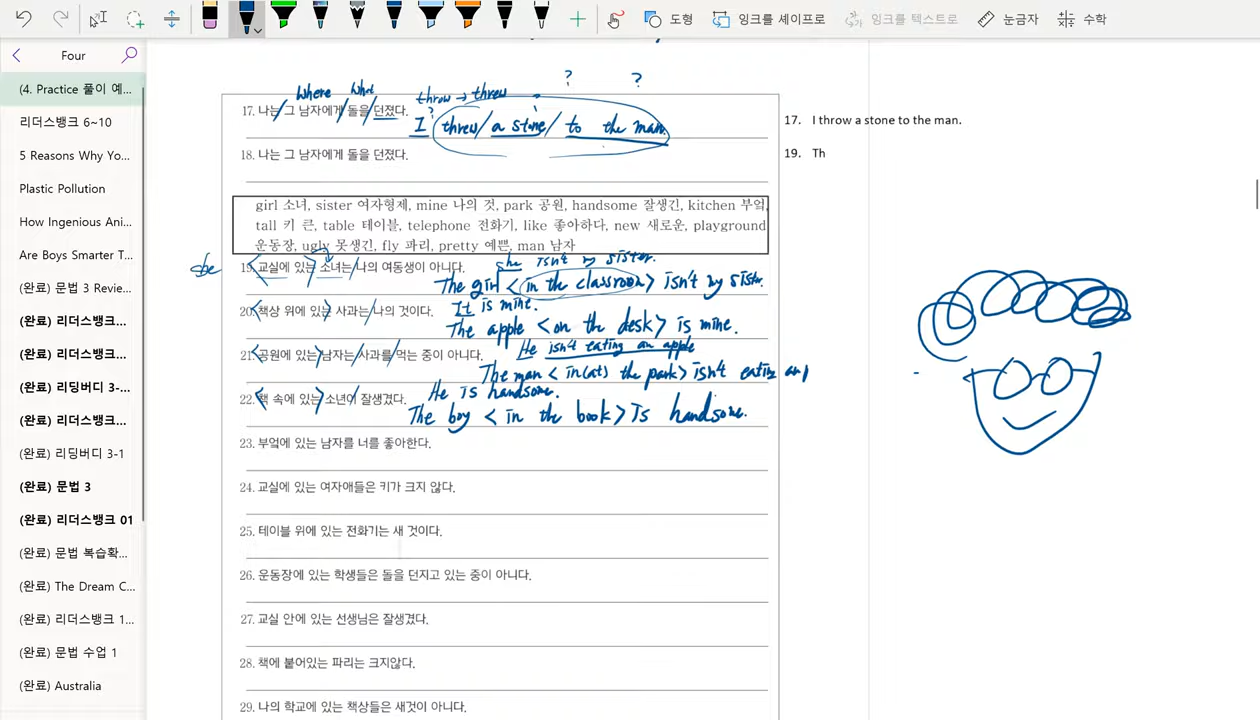 도형
잉크를 셰이프로
잉크를 텍스트로
눈금자
수학
Four
(4. Practice 풀이 예...
리더스뱅크 6~10
5 Reasons Why Yo...
Plastic Pollution
How Ingenious Ani...
Are Boys Smarter T...
(완료) 문법 3 Revie...
(완료) 리더스뱅크...
(완료) 리더스뱅크...
(완료) 리딩버디 3-...
(완료) 리더스뱅크...
(완료) 리딩버디 3-1
(완료) 문법 3
(완료) 리더스뱅크 01
(완료) 문법 복습확...
(완료) The Dream C...
(완료) 리더스뱅크 1...
(완료) 문법 수업 1
(완료) Australia
? ?
where what throw → threw
17. 나는 그 남자에게 돌을 던졌다.
?
I threw / a stone / to the man.
18. 나는 그 남자에게 돌을 던졌다.
girl 소녀, sister 여자형제, mine 나의 것, park 공원, handsome 잘생긴, kitchen 부엌,
tall 키 큰, table 테이블, telephone 전화기, like 좋아하다, new 새로운, playground
운동장, ugly 못생긴, fly 파리, pretty 예쁜, man 남자
she isn't my sister.
she
19. 교실에 있는 소녀는 나의 여동생이 아니다.
The girl < in the classroom > isn't my sister.
It is mine.
20. 책상 위에 있는 사과는 나의 것이다.
The apple < on the desk > is mine.
He isn't eating an apple
21. 공원에 있는 남자는 사과를 먹는 중이 아니다.
The man < in(at) the park > isn't eating an
He is handsome.
22. 책 속에 있는 소년이 잘생겼다.
The boy < in the book > is handsome.
23. 부엌에 있는 남자를 너를 좋아한다.
24. 교실에 있는 여자애들은 키가 크지 않다.
25. 테이블 위에 있는 전화기는 새 것이다.
26. 운동장에 있는 학생들은 돌을 던지고 있는 중이 아니다.
27. 교실 안에 있는 선생님은 잘생겼다.
28. 책에 붙어있는 파리는 크지않다.
29. 나의 학교에 있는 책상들은 새것이 아니다.
17. I throw a stone to the man.
19. Th